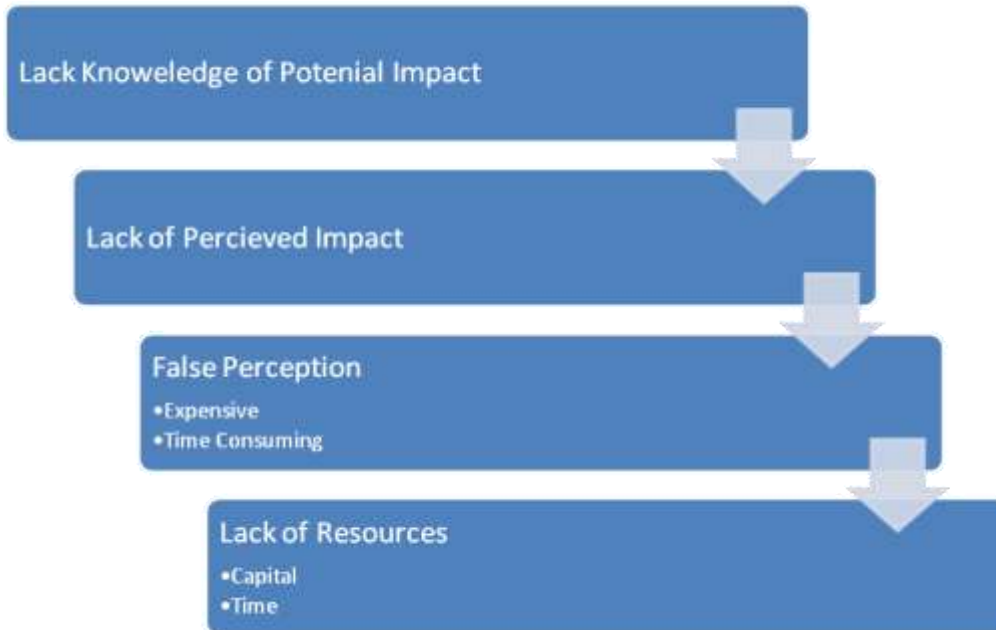 Lack Knoweledge of Potenial Impact
Lack of Percieved Impact
False Perception
•Expensive
•Time Consuming
Lack of Resources
•Capital
•Time